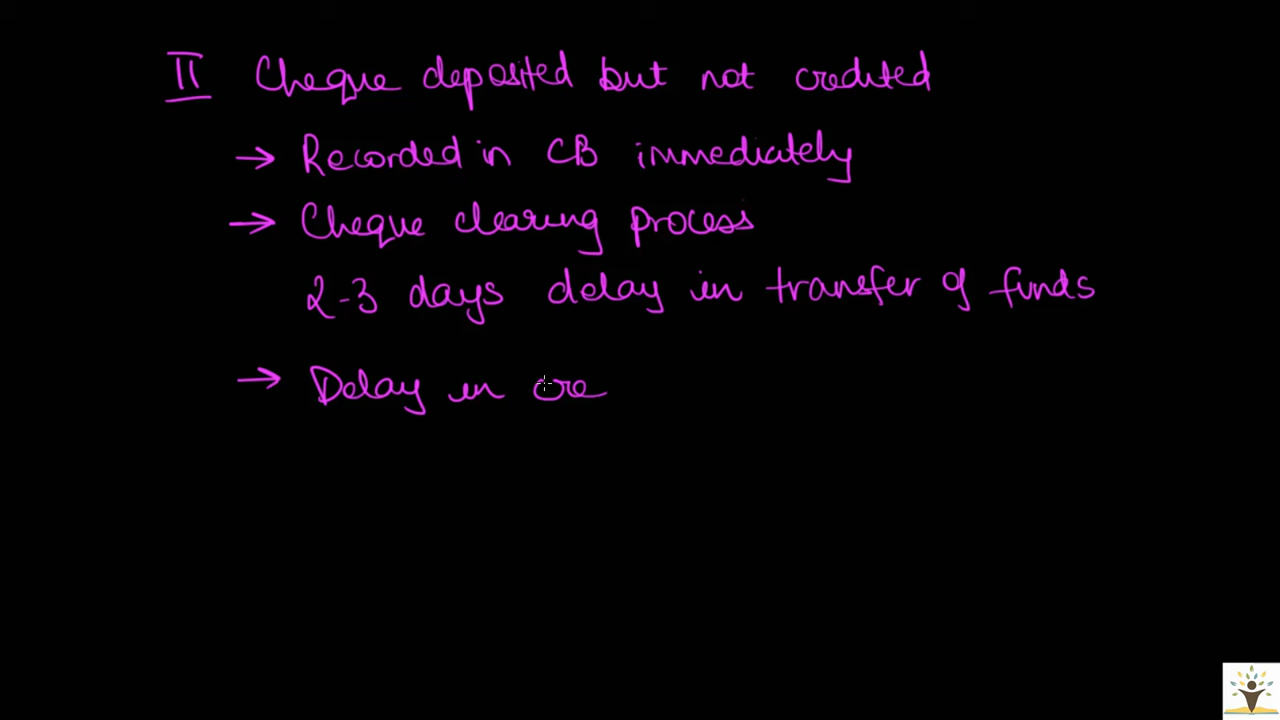 II Cheque deposited but not credited
→ Recorded in CB immediately
→ Cheque clearing process
2-3 days delay in transfer of funds
→ Delay in cre